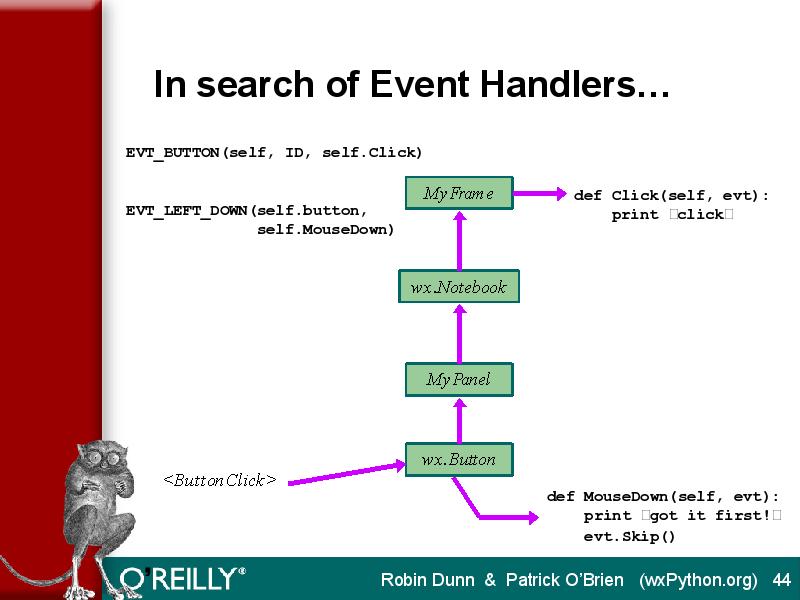 In search of Event Handlers…
EVT_BUTTON(self, ID, self.Click)
EVT_LEFT_DOWN(self.button,
self.MouseDown)
MyFrame
def Click(self, evt):
print □click□
wx.Notebook
MyPanel
wx.Button
<ButtonClick>
def MouseDown(self, evt):
print □got it first!□
evt.Skip()
O'REILLY®
Robin Dunn & Patrick O'Brien (wxPython.org) 44